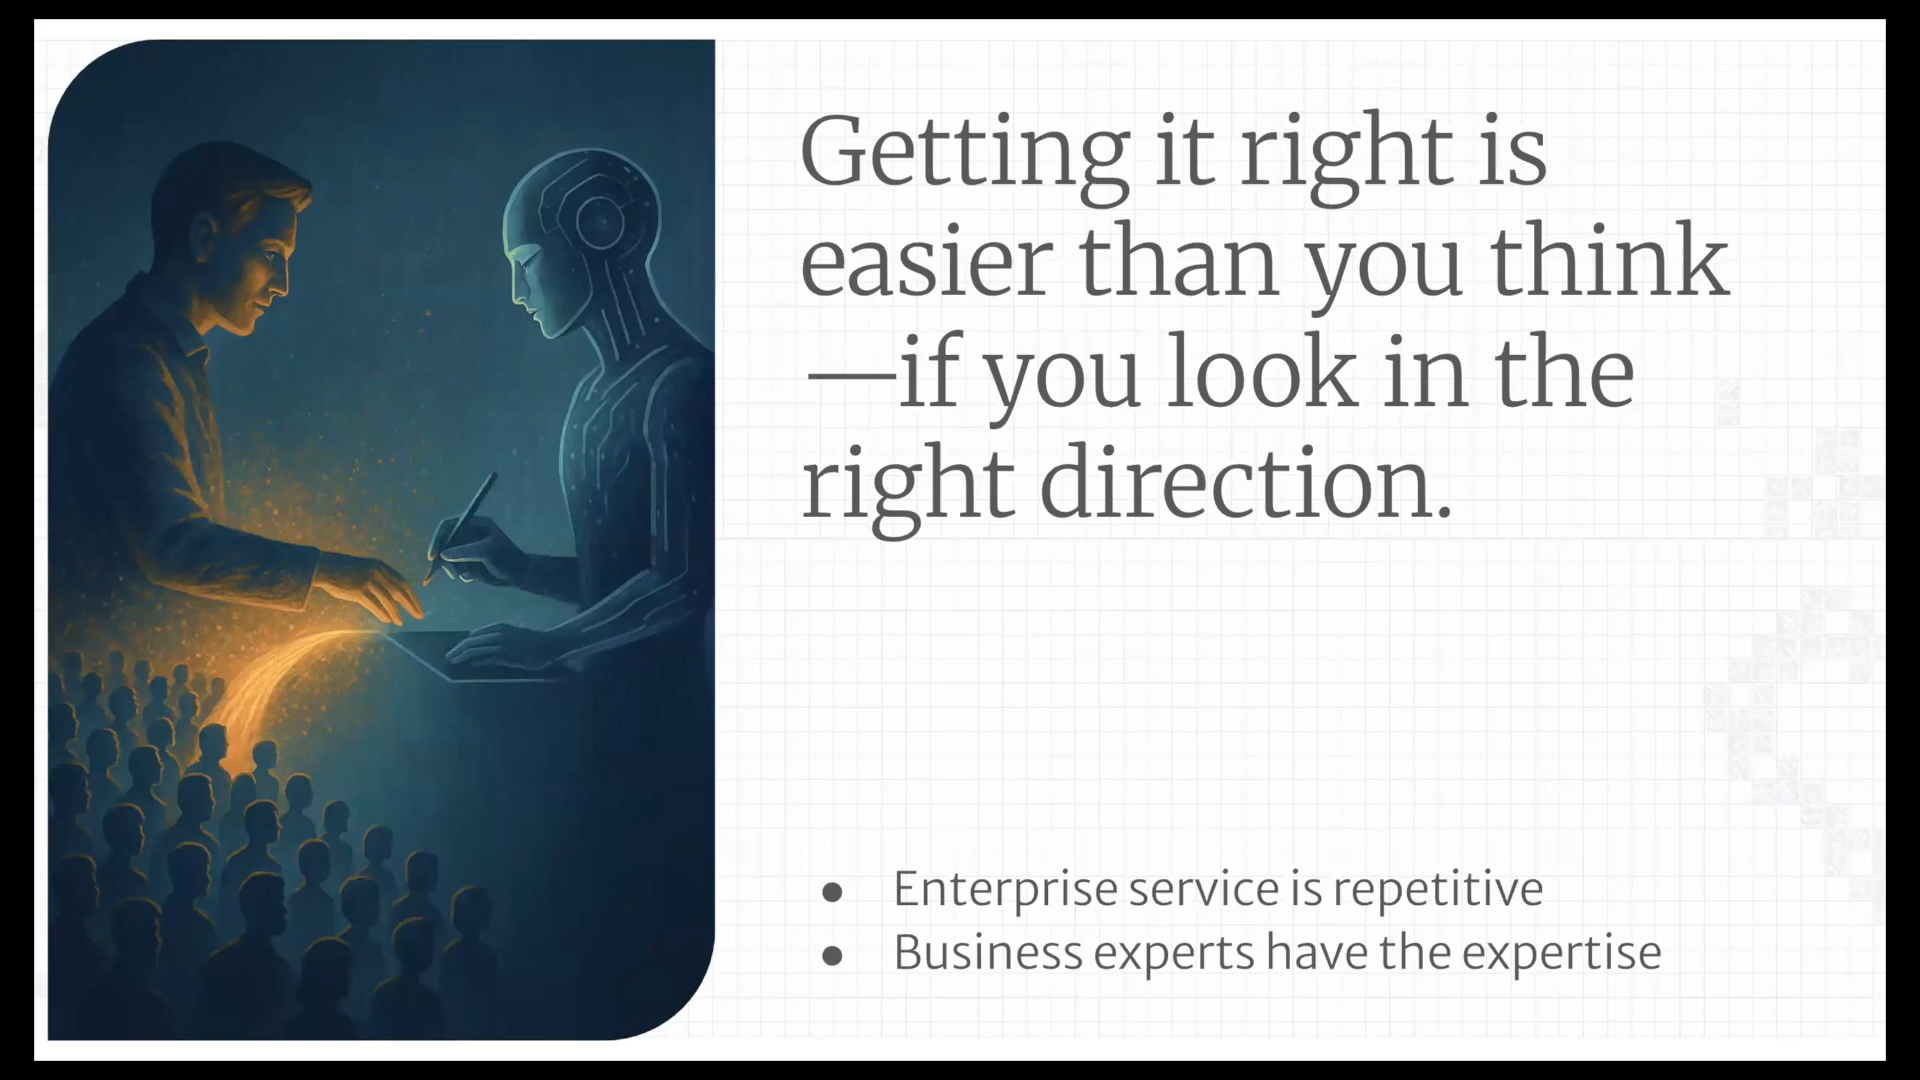 Getting it right is
easier than you think
—if you look in the
right direction.
● Enterprise service is repetitive
● Business experts have the expertise